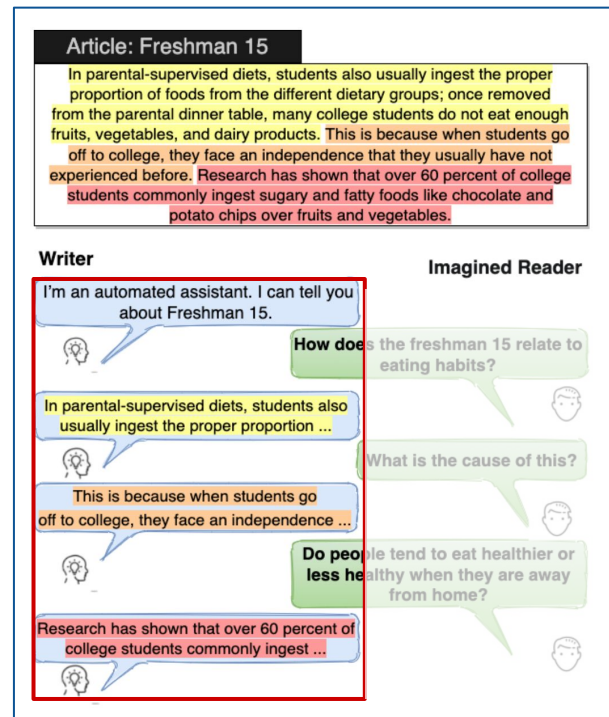 Article: Freshman 15
In parental-supervised diets, students also usually ingest the proper
proportion of foods from the different dietary groups; once removed
from the parental dinner table, many college students do not eat enough
fruits, vegetables, and dairy products. This is because when students go
off to college, they face an independence that they usually have not
experienced before. Research has shown that over 60 percent of college
students commonly ingest sugary and fatty foods like chocolate and
potato chips over fruits and vegetables.
Writer
Imagined Reader
I'm an automated assistant. I can tell you
about Freshman 15.
How does the freshman 15 relate to
eating habits?
In parental-supervised diets, students also
usually ingest the proper proportion ...
What is the cause of this?
This is because when students go
off to college, they face an independence ...
Do people tend to eat healthier or
less healthy when they are away
from home?
Research has shown that over 60 percent of
college students commonly ingest ...